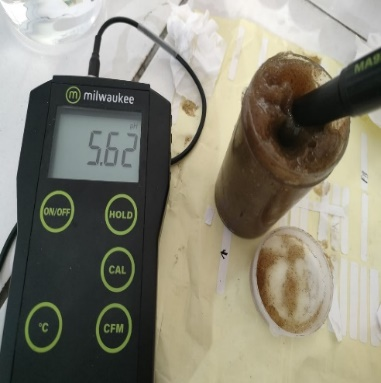 m milwaukee
pH
5.62
ON/OFF
HOLD
CAL
°C
CFM
MA